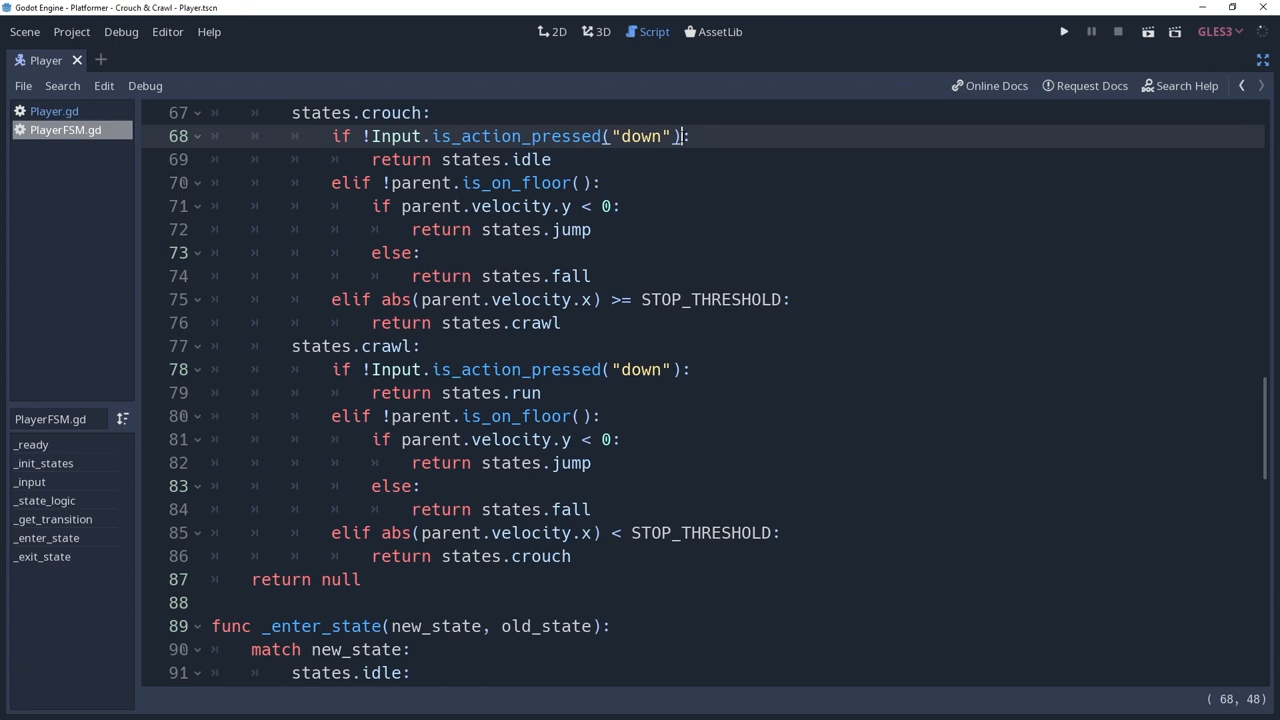 Godot Engine - Platformer - Crouch & Crawl - Player.tscn
Scene Project Debug Editor Help
2D 3D Script AssetLib
GLES3
Player
File Search Edit Debug
Online Docs Request Docs Search Help
Player.gd
PlayerFSM.gd
PlayerFSM.gd
_ready
_init_states
_input
_state_logic
_get_transition
_enter_state
_exit_state
67 states.crouch:
68 if !Input.is_action_pressed("down"):
69 return states.idle
70 elif !parent.is_on_floor():
71 if parent.velocity.y < 0:
72 return states.jump
73 else:
74 return states.fall
75 elif abs(parent.velocity.x) >= STOP_THRESHOLD:
76 return states.crawl
77 states.crawl:
78 if !Input.is_action_pressed("down"):
79 return states.run
80 elif !parent.is_on_floor():
81 if parent.velocity.y < 0:
82 return states.jump
83 else:
84 return states.fall
85 elif abs(parent.velocity.x) < STOP_THRESHOLD:
86 return states.crouch
87 return null
88
89 func _enter_state(new_state, old_state):
90 match new_state:
91 states.idle:
( 68, 48)